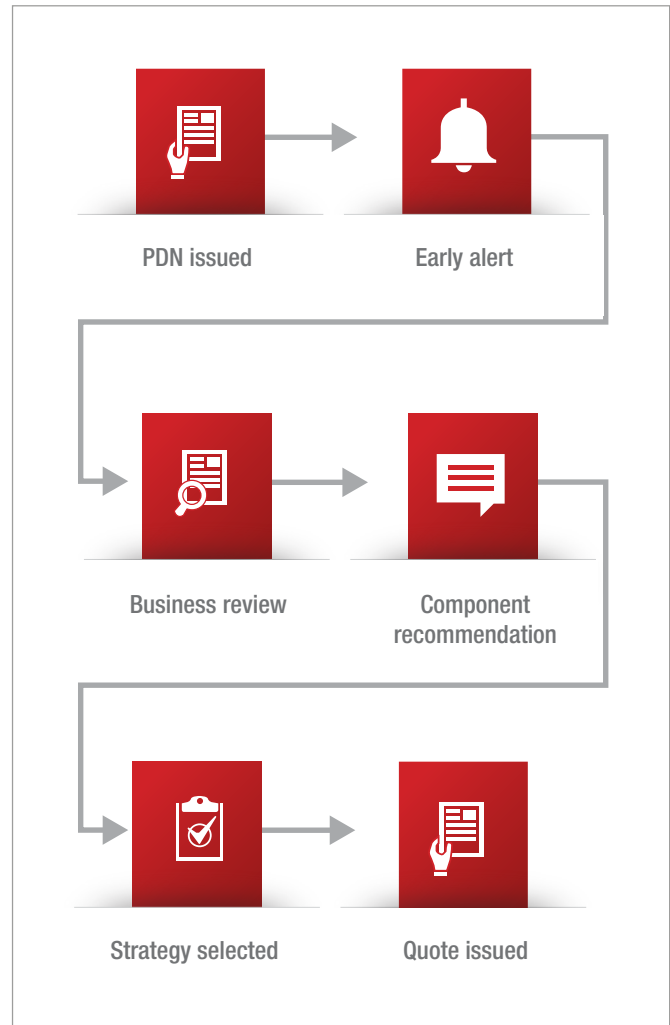 PDN issued
Early alert
Business review
Component
recommendation
Strategy selected
Quote issued